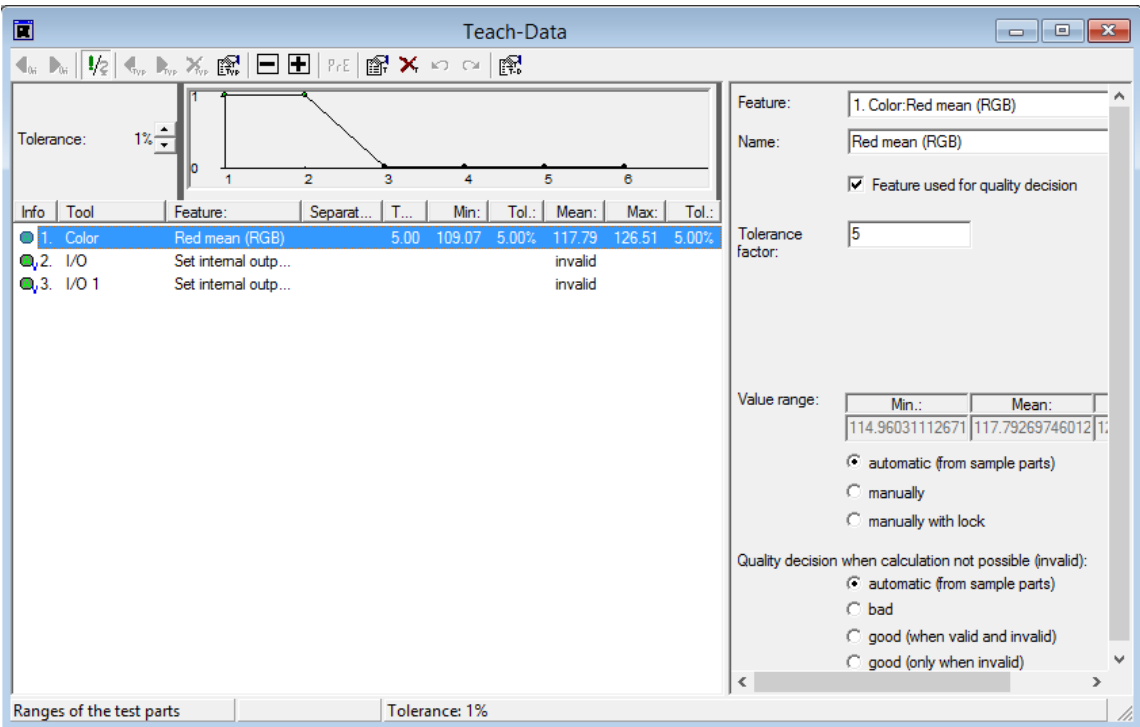 Teach-Data
Tolerance: 1%
1
0
1 2 3 4 5 6
Info Tool Feature: Separat... T... Min: Tol.: Mean: Max: Tol.:
1. Color Red mean (RGB) 5.00 109.07 5.00% 117.79 126.51 5.00%
2. I/O Set internal outp... invalid
3. I/O 1 Set internal outp... invalid
Feature: 1. Color:Red mean (RGB)
Name: Red mean (RGB)
Feature used for quality decision
Tolerance factor: 5
Value range: Min.: Mean:
114.96031112671 117.79269746012
automatic (from sample parts)
manually
manually with lock
Quality decision when calculation not possible (invalid):
automatic (from sample parts)
bad
good (when valid and invalid)
good (only when invalid)
Ranges of the test parts Tolerance: 1%